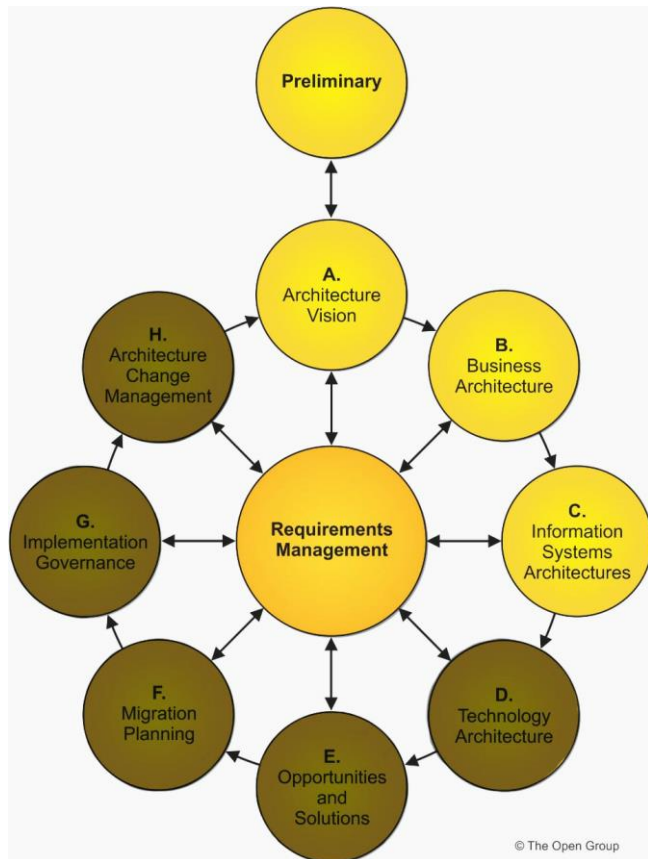 Preliminary
A.
Architecture
Vision
B.
Business
Architecture
C.
Information
Systems
Architectures
D.
Technology
Architecture
E.
Opportunities
and
Solutions
F.
Migration
Planning
G.
Implementation
Governance
H.
Architecture
Change
Management
Requirements
Management
© The Open Group